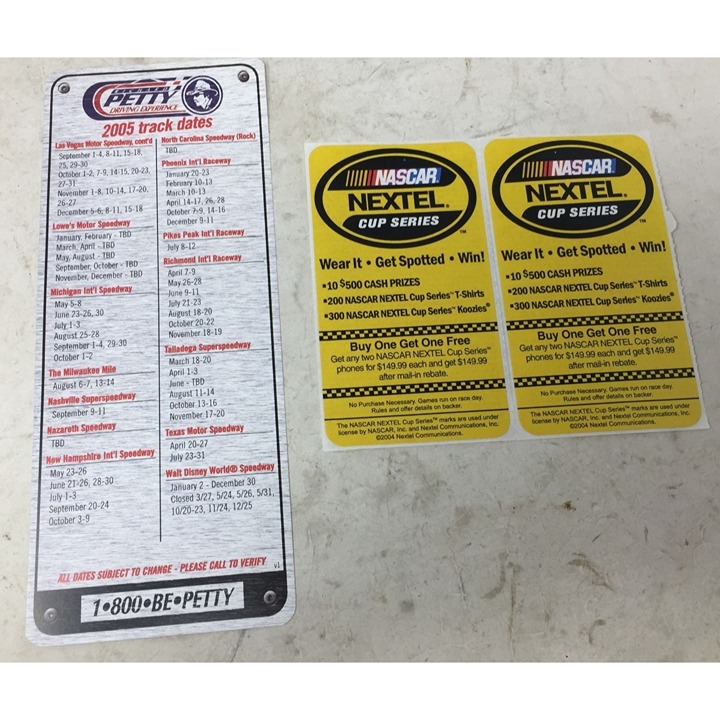 RICHARD
PETTY
DRIVING EXPERIENCE
2005 track dates
Las Vegas Motor Speedway, cont'd
September 1-4, 8-11, 15-18,
25, 29-30
October 1-2, 7-9, 14-15, 20-23,
27-31
November 1-8, 10-14, 17-20,
26-27
December 5-6, 8-11, 15-18
Lowe's Motor Speedway
January, February - TBD
March, April - TBD
May, August - TBD
September, October - TBD
November, December - TBD
Michigan Int'l Speedway
May 5-8
June 23-26, 30
July 1-3
August 25-28
September 1-4, 29-30
October 1-2
The Milwaukee Mile
August 6-7, 13-14
Nashville Superspeedway
September 9-11
Nazareth Speedway
TBD
New Hampshire Int'l Speedway
May 23-26
June 21-26, 28-30
July 1-3
September 20-24
October 3-9
North Carolina Speedway (Rock)
TBD
Phoenix Int'l Raceway
January 20-23
February 10-13
March 10-13
April 14-17, 26, 28
October 7-9, 14-16
December 9-11
Pikes Peak Int'l Raceway
July 8-12
Richmond Int'l Raceway
April 7-9
May 26-28
June 9-11
July 21-23
August 18-20
October 20-22
November 18-19
Talladega Superspeedway
March 18-20
April 1-3
June - TBD
August 11-14
October 13-16
November 17-20
Texas Motor Speedway
April 20-27
July 23-31
Walt Disney World® Speedway
January 2 - December 30
Closed 3/27, 5/24, 5/26, 5/31,
10/20-23, 11/24, 12/25
ALL DATES SUBJECT TO CHANGE - PLEASE CALL TO VERIFY
v1
1•800•BE•PETTY
NASCAR
NEXTEL®
CUP SERIES
TM
Wear It • Get Spotted • Win!
•10 $500 CASH PRIZES
•200 NASCAR NEXTEL Cup Series™ T-Shirts
•300 NASCAR NEXTEL Cup Series™ Koozies®
Buy One Get One Free
Get any two NASCAR NEXTEL Cup Series™
phones for $149.99 each and get $149.99
after mail-in rebate.
No Purchase Necessary. Games run on race day.
Rules and offer details on backer.
The NASCAR NEXTEL Cup Series™ marks are used under
license by NASCAR, Inc. and Nextel Communications, Inc.
©2004 Nextel Communications.
NASCAR
NEXTEL®
CUP SERIES
TM
Wear It • Get Spotted • Win!
•10 $500 CASH PRIZES
•200 NASCAR NEXTEL Cup Series™ T-Shirts
•300 NASCAR NEXTEL Cup Series™ Koozies®
Buy One Get One Free
Get any two NASCAR NEXTEL Cup Series™
phones for $149.99 each and get $149.99
after mail-in rebate.
No Purchase Necessary. Games run on race day.
Rules and offer details on backer.
The NASCAR NEXTEL Cup Series™ marks are used under
license by NASCAR, Inc. and Nextel Communications, Inc.
©2004 Nextel Communications.